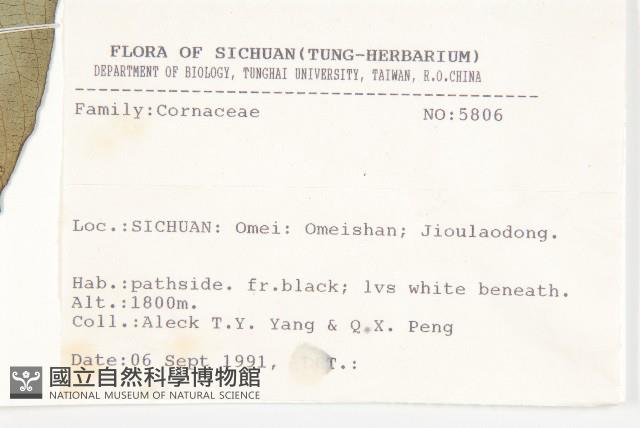 FLORA OF SICHUAN(TUNG-HERBARIUM)
DEPARTMENT OF BIOLOGY, TUNGHAI UNIVERSITY, TAIWAN, R.O.CHINA
Family:Cornaceae NO:5806
Loc.:SICHUAN: Omei: Omeishan; Jioulaodong.
Hab.:pathside. fr.black; lvs white beneath.
Alt.:1800m.
Coll.:Aleck T.Y. Yang & Q.X. Peng
Date:06 Sept 1991,
國立自然科學博物館
NATIONAL MUSEUM OF NATURAL SCIENCE